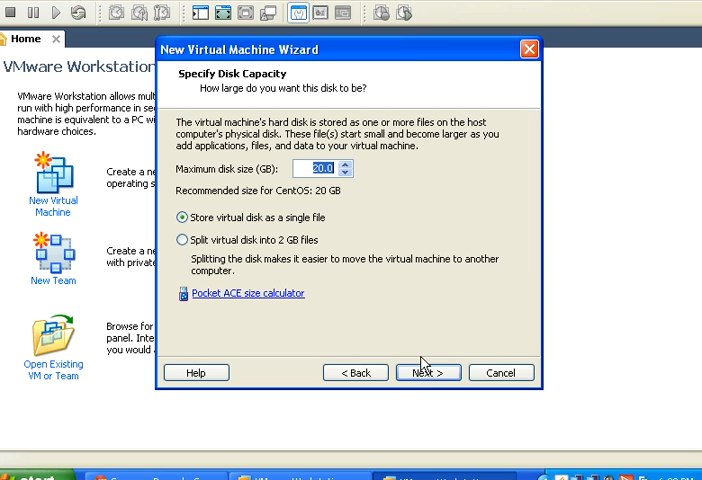 Home
New Virtual Machine Wizard
VMware Workstation
Specify Disk Capacity
How large do you want this disk to be?
VMware Workstation allows mult
run with high performance in se
machine is equivalent to a PC wi
hardware choices.
The virtual machine's hard disk is stored as one or more files on the host
computer's physical disk. These file(s) start small and become larger as you
add applications, files, and data to your virtual machine.
Maximum disk size (GB): 20.0
Recommended size for CentOS: 20 GB
Create a ne
operating s
New Virtual
Machine
Store virtual disk as a single file
Split virtual disk into 2 GB files
Splitting the disk makes it easier to move the virtual machine to another
computer.
Create a ne
with private
New Team
Pocket ACE size calculator
Browse for
panel. Inte
you would
Open Existing
VM or Team
Help
< Back
Next >
Cancel
start